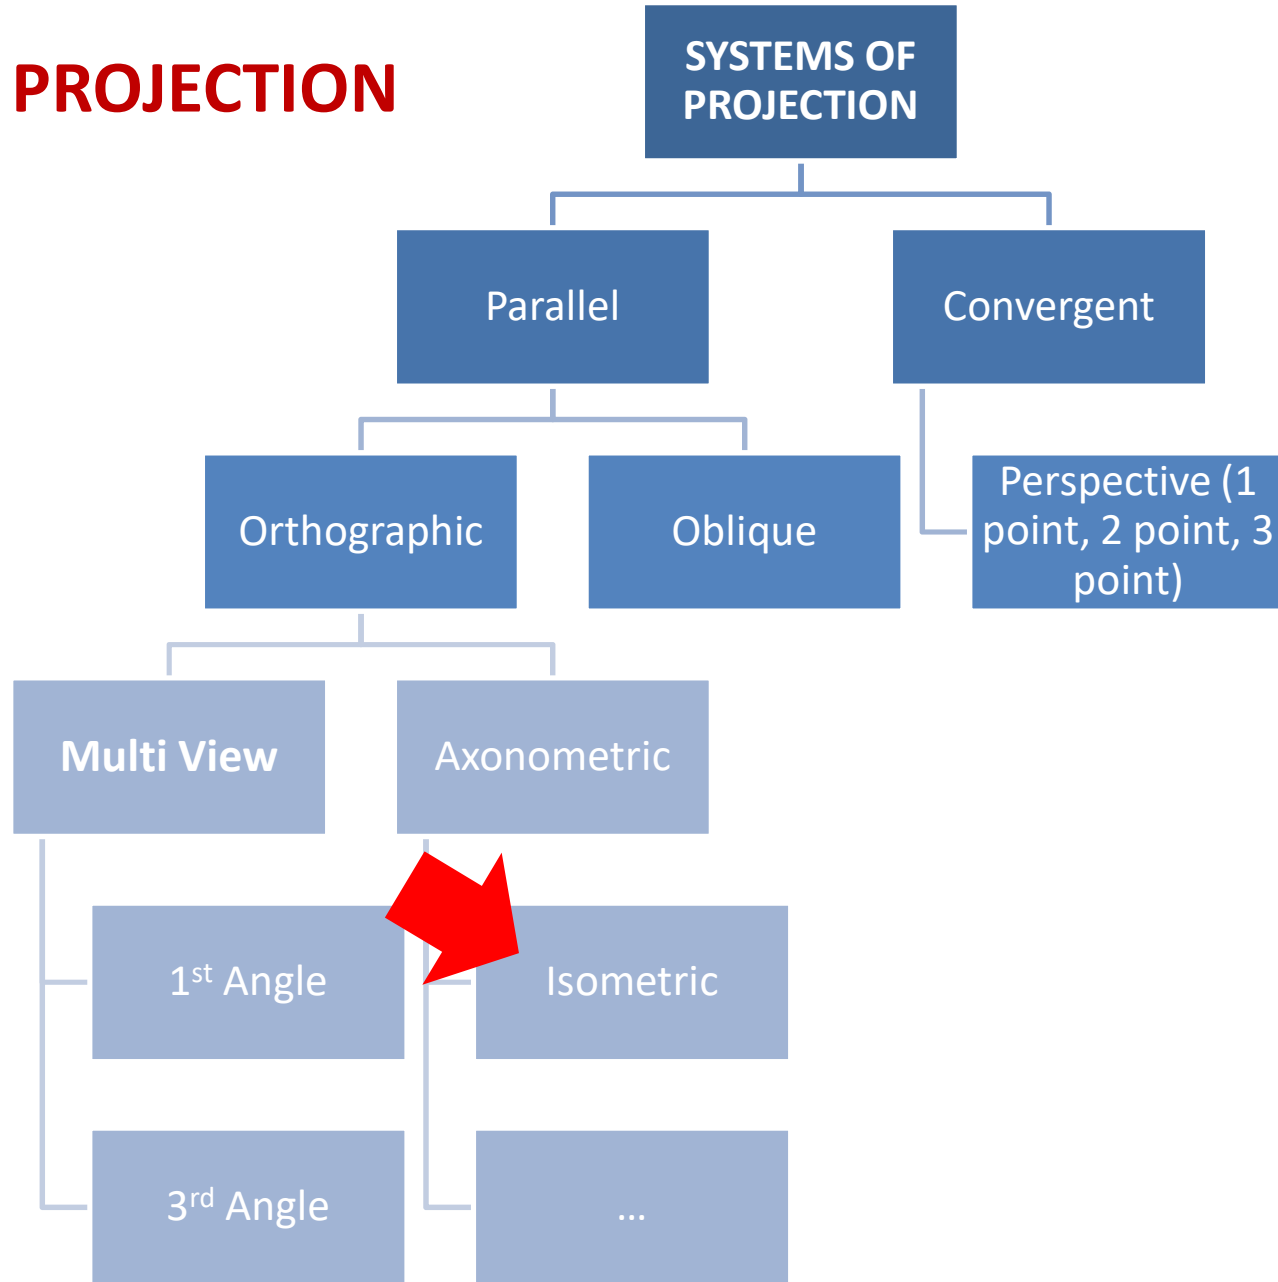 PROJECTION
SYSTEMS OF
PROJECTION
Parallel
Convergent
Orthographic
Oblique
Perspective (1
point, 2 point, 3
point)
Multi View
Axonometric
1st Angle
Isometric
3rd Angle
...